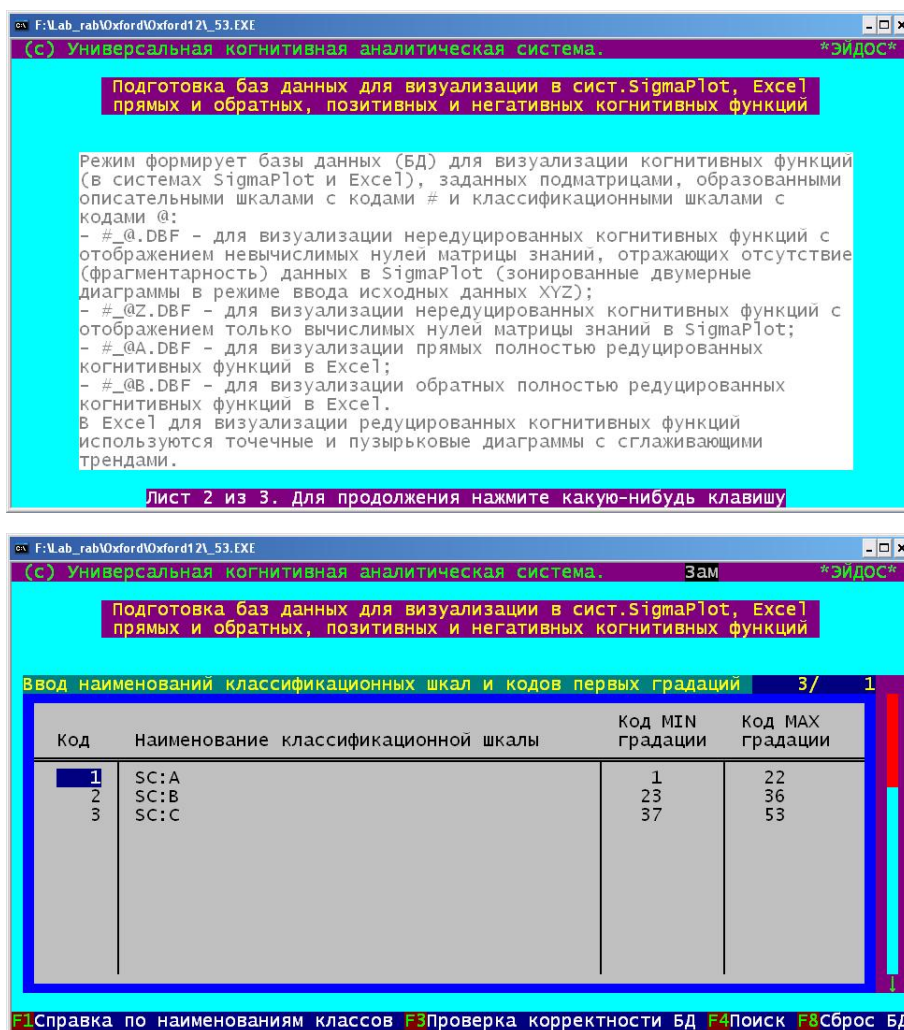 F:\Lab_rab\Oxford\Oxford12\_53.EXE
(с) Универсальная когнитивная аналитическая система. *ЭЙДОС*
Подготовка баз данных для визуализации в сист.SigmaPlot, Excel
прямых и обратных, позитивных и негативных когнитивных функций
Режим формирует базы данных (БД) для визуализации когнитивных функций
(в системах SigmaPlot и Excel), заданных подматрицами, образованными
описательными шкалами с кодами # и классификационными шкалами с
кодами @:
- #_@.DBF - для визуализации нередуцированных когнитивных функций с
отображением невычислимых нулей матрицы знаний, отражающих отсутствие
(фрагментарность) данных в SigmaPlot (зонированные двумерные
диаграммы в режиме ввода исходных данных XYZ);
- #_@Z.DBF - для визуализации нередуцированных когнитивных функций с
отображением только вычислимых нулей матрицы знаний в SigmaPlot;
- #_@A.DBF - для визуализации прямых полностью редуцированных
когнитивных функций в Excel;
- #_@B.DBF - для визуализации обратных полностью редуцированных
когнитивных функций в Excel.
В Excel для визуализации редуцированных когнитивных функций
используются точечные и пузырьковые диаграммы с сглаживающими
трендами.
Лист 2 из 3. Для продолжения нажмите какую-нибудь клавишу
F:\Lab_rab\Oxford\Oxford12\_53.EXE
(с) Универсальная когнитивная аналитическая система. Зам *ЭЙДОС*
Подготовка баз данных для визуализации в сист.SigmaPlot, Excel
прямых и обратных, позитивных и негативных когнитивных функций
Ввод наименований классификационных шкал и кодов первых градаций 3/ 1
Код MIN Код MAX
Код Наименование классификационной шкалы градации градации
1 SC:A 1 22
2 SC:B 23 36
3 SC:C 37 53
F1Справка по наименованиям классов F3Проверка корректности БД F4Поиск F8Сброс БД